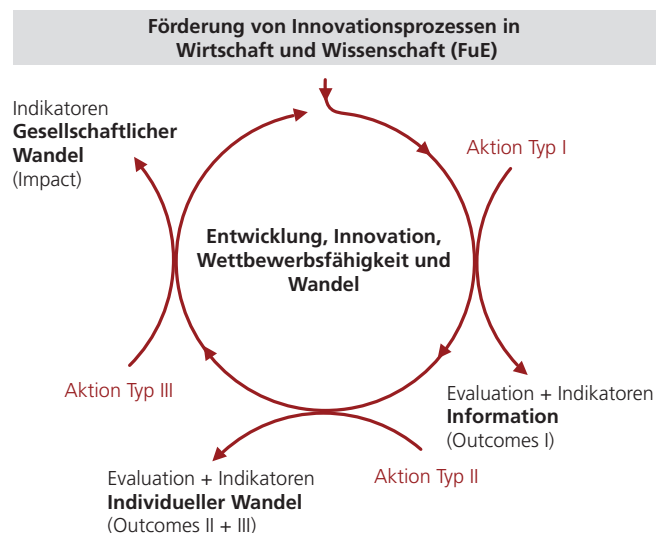 Förderung von Innovationsprozessen in
Wirtschaft und Wissenschaft (FuE)
Indikatoren
Gesellschaftlicher
Wandel
(Impact)
Aktion Typ I
Entwicklung, Innovation,
Wettbewerbsfähigkeit und
Wandel
Aktion Typ III
Evaluation + Indikatoren
Information
(Outcomes I)
Aktion Typ II
Evaluation + Indikatoren
Individueller Wandel
(Outcomes II + III)